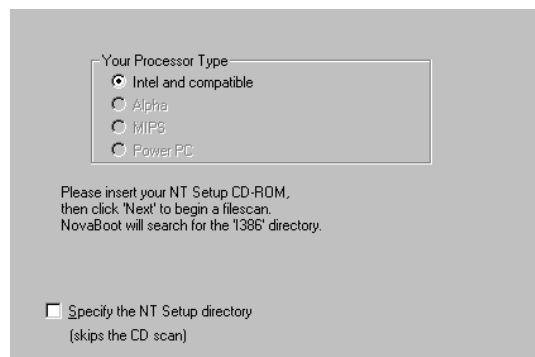 Your Processor Type
Intel and compatible
Alpha
MIPS
Power PC
Please insert your NT Setup CD-ROM,
then click 'Next' to begin a filescan.
NovaBoot will search for the 'I386' directory.
Specify the NT Setup directory
(skips the CD scan)